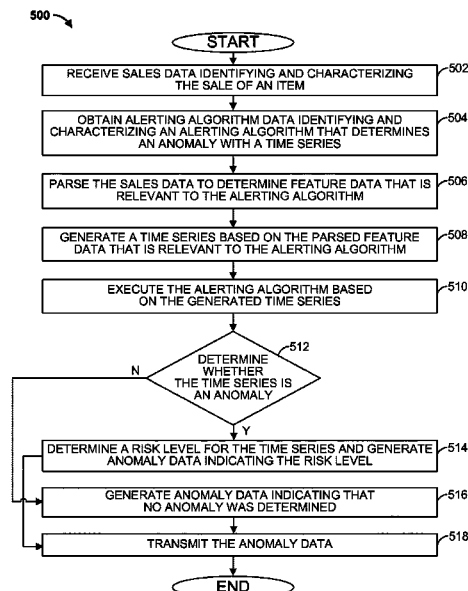 500
START
RECEIVE SALES DATA IDENTIFYING AND CHARACTERIZING
THE SALE OF AN ITEM
502
OBTAIN ALERTING ALGORITHM DATA IDENTIFYING AND
CHARACTERIZING AN ALERTING ALGORITHM THAT DETERMINES
AN ANOMALY WITH A TIME SERIES
504
PARSE THE SALES DATA TO DETERMINE FEATURE DATA THAT IS
RELEVANT TO THE ALERTING ALGORITHM
506
GENERATE A TIME SERIES BASED ON THE PARSED FEATURE
DATA THAT IS RELEVANT TO THE ALERTING ALGORITHM
508
EXECUTE THE ALERTING ALGORITHM BASED
ON THE GENERATED TIME SERIES
510
512
DETERMINE
WHETHER
THE TIME SERIES IS
AN ANOMALY
N
Y
DETERMINE A RISK LEVEL FOR THE TIME SERIES AND GENERATE
ANOMALY DATA INDICATING THE RISK LEVEL
514
GENERATE ANOMALY DATA INDICATING THAT
NO ANOMALY WAS DETERMINED
516
TRANSMIT THE ANOMALY DATA
518
END